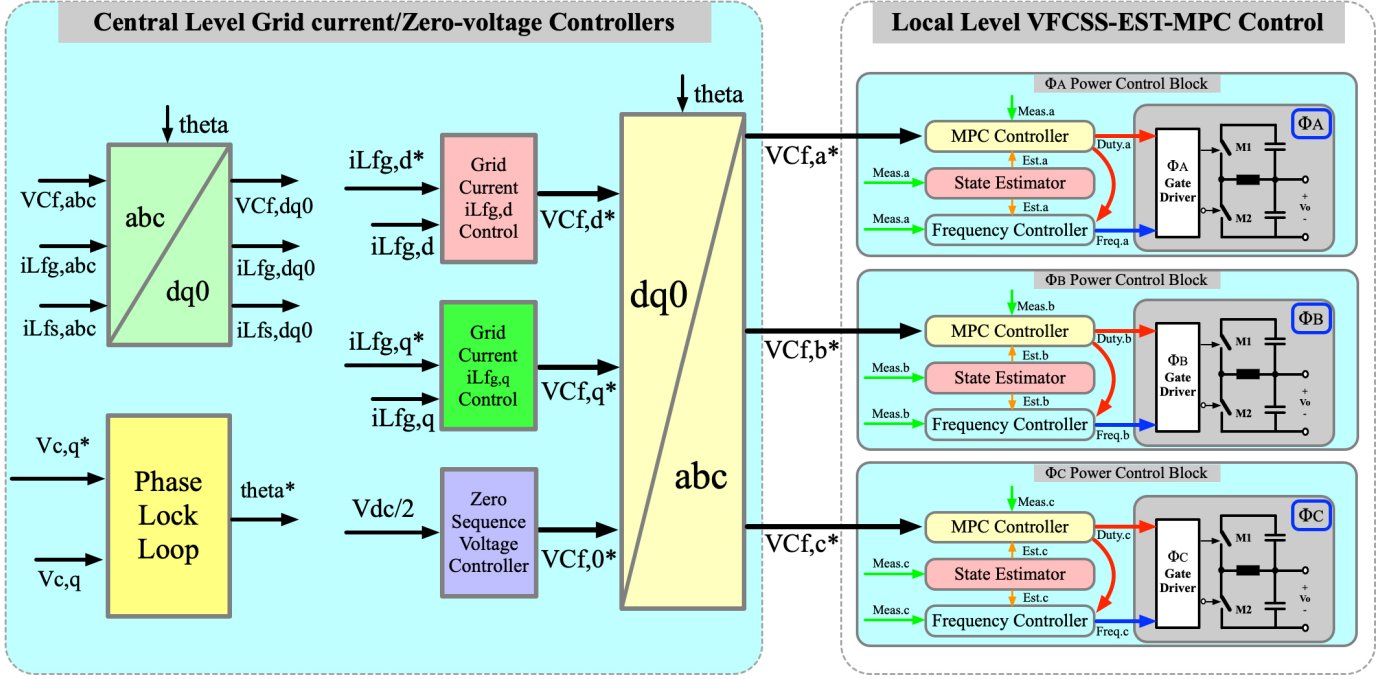 Central Level Grid current/Zero-voltage Controllers
theta
VCf,abc
iLfg,abc
iLfs,abc
abc
dq0
VCf,dq0
iLfg,dq0
iLfs,dq0
Vc,q*
Vc,q
Phase
Lock
Loop
theta*
iLfg,d*
iLfg,d
Grid
Current
iLfg,d
Control
VCf,d*
iLfg,q*
iLfg,q
Grid
Current
iLfg,q
Control
VCf,q*
Vdc/2
Zero
Sequence
Voltage
Controller
VCf,0*
theta
dq0
abc
VCf,a*
VCf,b*
VCf,c*
Local Level VFCSS-EST-MPC Control
ΦA Power Control Block
Meas.a
MPC Controller
Est.a
Meas.a
State Estimator
Est.a
Meas.a
Frequency Controller
Duty.a
Freq.a
ΦA
Gate
Driver
ΦA
M1
M2
+
Vo
-
ΦB Power Control Block
Meas.b
MPC Controller
Est.b
Meas.b
State Estimator
Est.b
Meas.b
Frequency Controller
Duty.b
Freq.b
ΦB
Gate
Driver
ΦB
M1
M2
+
Vo
-
ΦC Power Control Block
Meas.c
MPC Controller
Est.c
Meas.c
State Estimator
Est.c
Meas.c
Frequency Controller
Duty.c
Freq.c
ΦC
Gate
Driver
ΦC
M1
M2
+
Vo
-